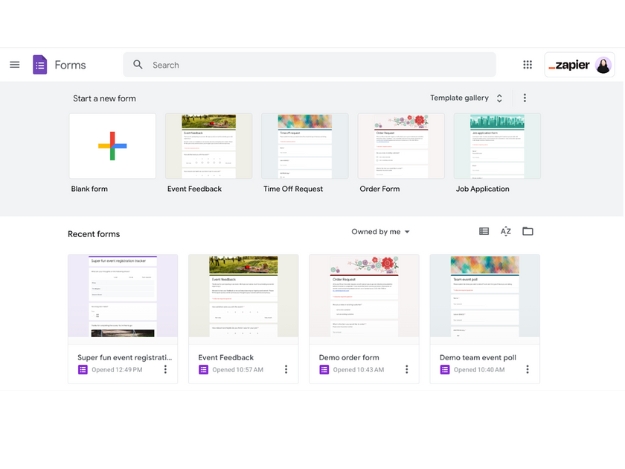 Forms
Search
_zapier
Start a new form
Template gallery
Blank form
Event Feedback
Time Off Request
Order Form
Job Application
Recent forms
Owned by me
Super fun event registrati...
Opened 12:49 PM
Event Feedback
Opened 10:57 AM
Demo order form
Opened 10:43 AM
Demo team event poll
Opened 10:40 AM